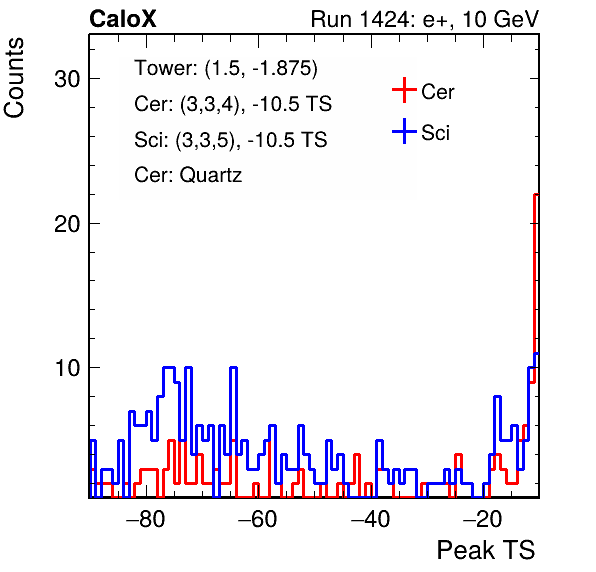 CaloX Run 1424: e+, 10 GeV
Counts
30
20
10
Tower: (1.5, -1.875)
Cer: (3,3,4), -10.5 TS
Sci: (3,3,5), -10.5 TS
Cer: Quartz
Cer
Sci
−80 −60 −40 −20
Peak TS